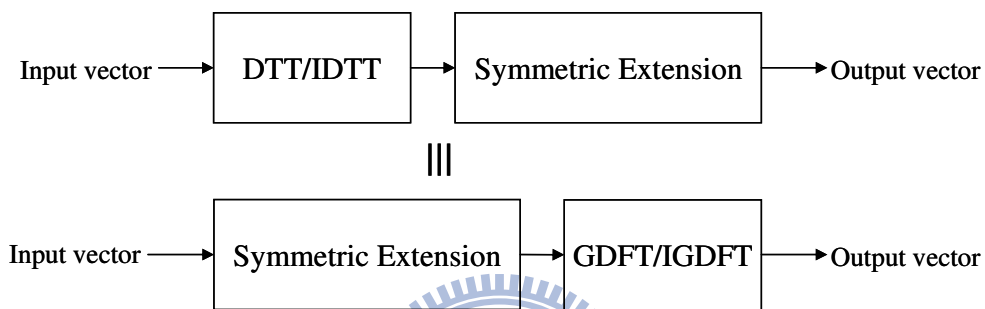 Input vector DTT/IDTT Symmetric Extension Output vector
Input vector Symmetric Extension GDFT/IGDFT Output vector